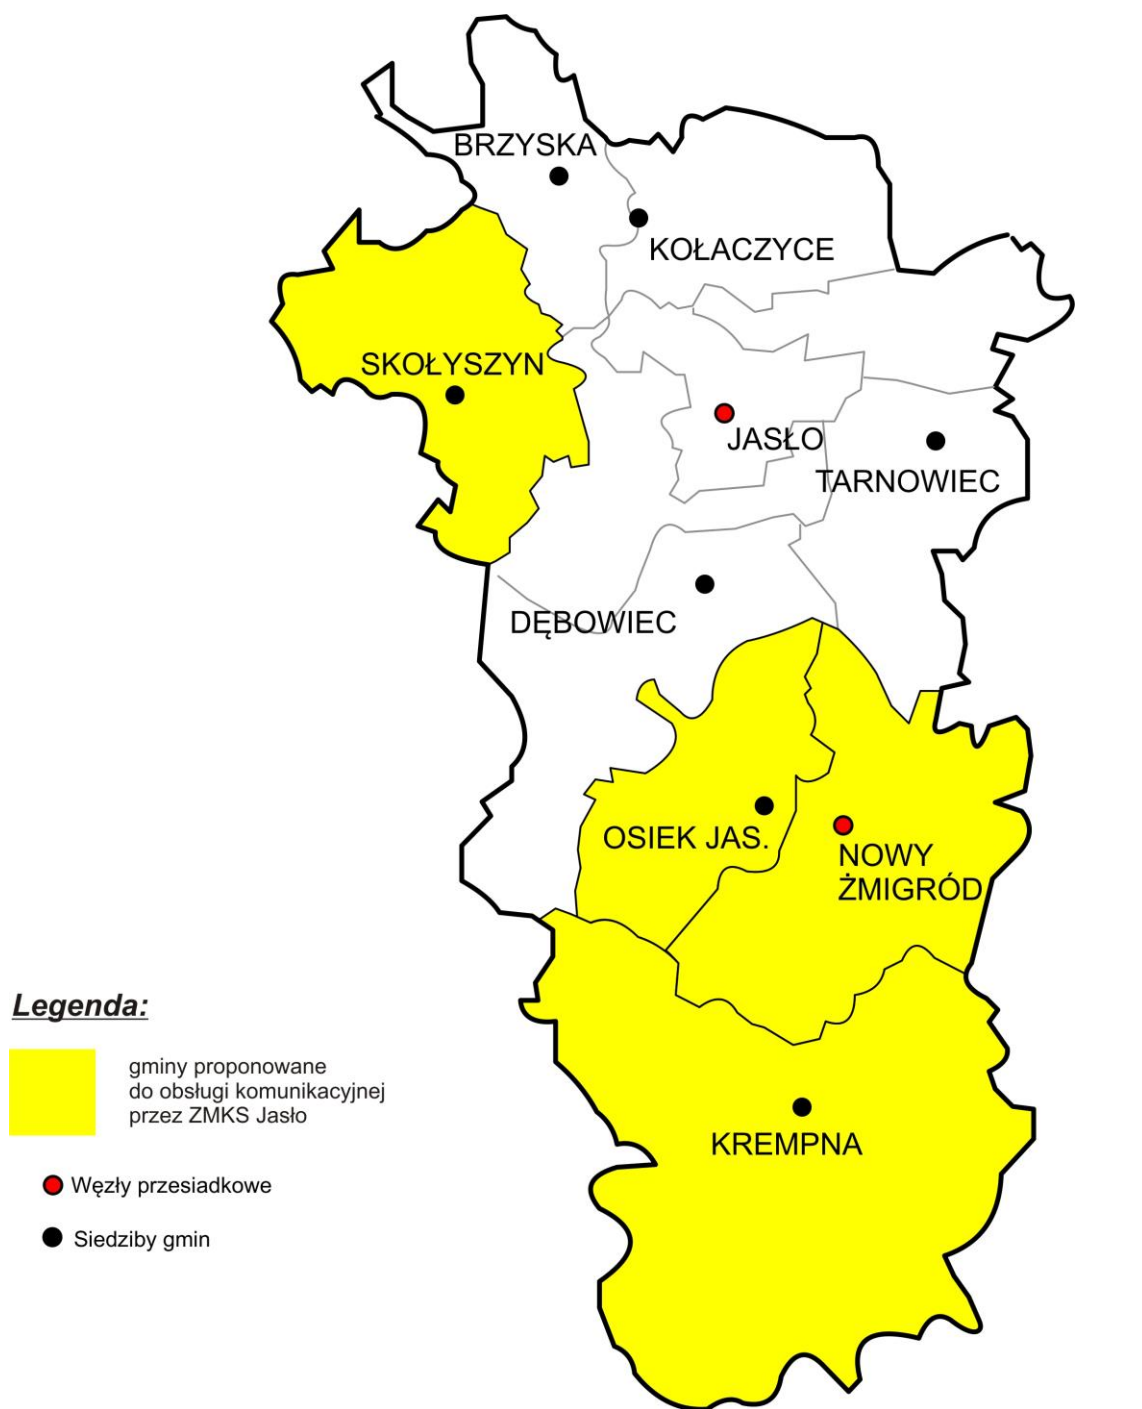 BRZYSKA
KOŁACZYCE
SKOŁYSZYN
JASŁO
TARNOWIEC
DĘBOWIEC
OSIEK JAS.
NOWY
ŻMIGRÓD
KREMPNA
Legenda:
gminy proponowane
do obsługi komunikacyjnej
przez ZMKS Jasło
Węzły przesiadkowe
Siedziby gmin